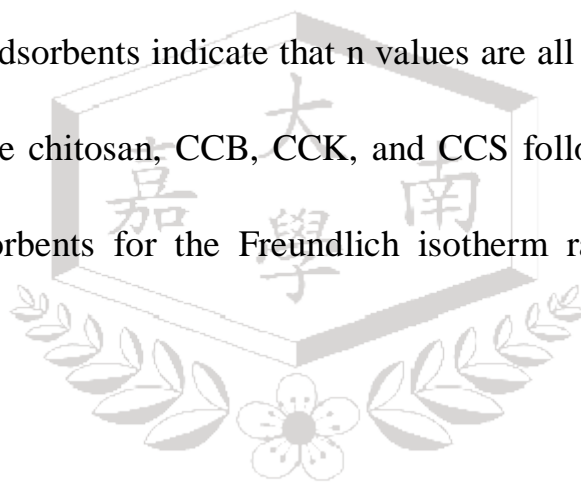 dsorbents indicate that n values are all
e chitosan, CCB, CCK, and CCS follo
orbents for the Freundlich isotherm ra
大
嘉 南
學